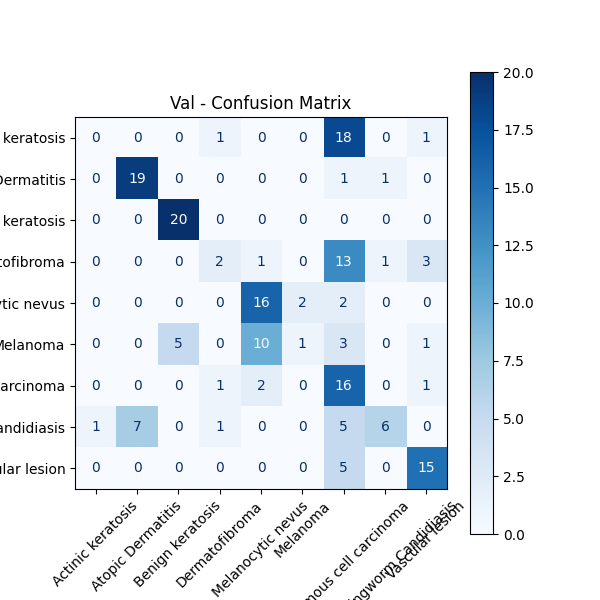 Val - Confusion Matrix
keratosis 0 0 0 1 0 0 18 0 1
Dermatitis 0 19 0 0 0 0 1 1 0
keratosis 0 0 20 0 0 0 0 0 0
tofibroma 0 0 0 2 1 0 13 1 3
tic nevus 0 0 0 0 16 2 2 0 0
Melanoma 0 0 5 0 10 1 3 0 1
arcinoma 0 0 0 1 2 0 16 0 1
andidiasis 1 7 0 1 0 0 5 6 0
ular lesion 0 0 0 0 0 0 5 0 15
Actinic keratosis
Atopic Dermatitis
Benign keratosis
Dermatofibroma
Melanocytic nevus
Melanoma
mous cell carcinoma
ngworm Candidiasis
Vascular lesion
20.0
17.5
15.0
12.5
10.0
7.5
5.0
2.5
0.0